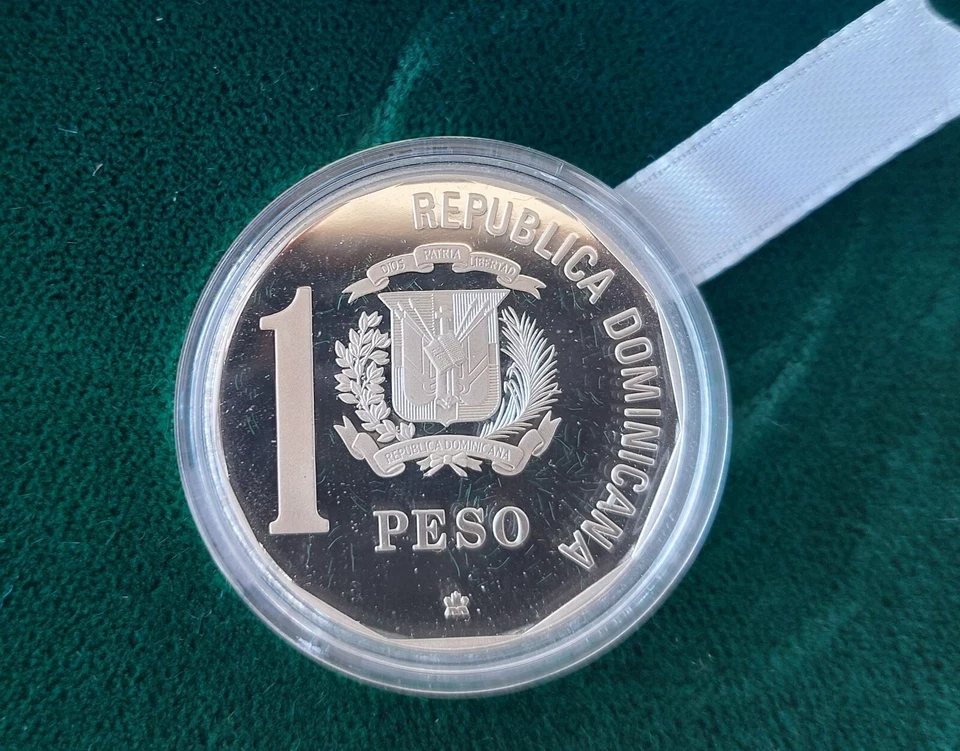 REPUBLICA DOMINICANA
DIOS PATRIA LIBERTAD
1
REPUBLICA DOMINICANA
PESO
M